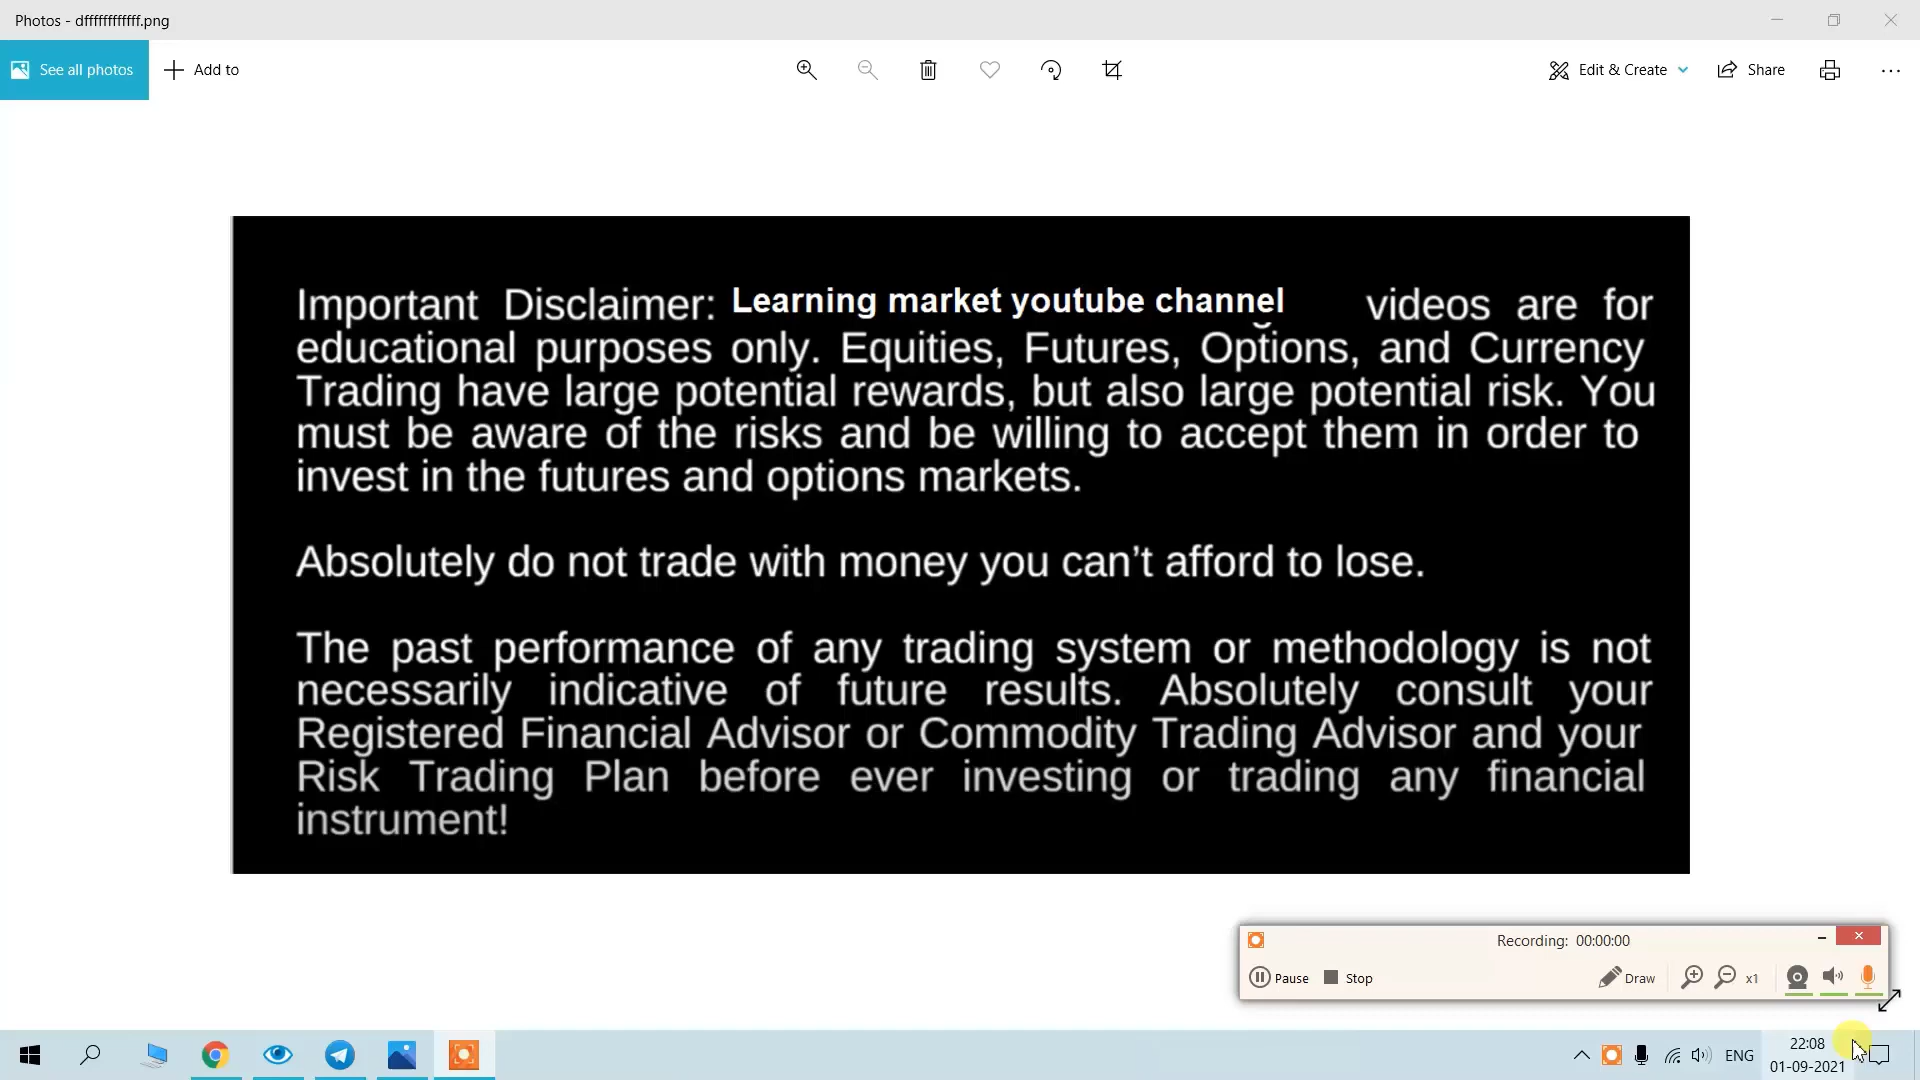 Photos - dffffffffffff.png
See all photos
Add to
Edit & Create
Share
Important Disclaimer: Learning market youtube channel videos are for
educational purposes only. Equities, Futures, Options, and Currency
Trading have large potential rewards, but also large potential risk. You
must be aware of the risks and be willing to accept them in order to
invest in the futures and options markets.
Absolutely do not trade with money you can’t afford to lose.
The past performance of any trading system or methodology is not
necessarily indicative of future results. Absolutely consult your
Registered Financial Advisor or Commodity Trading Advisor and your
Risk Trading Plan before ever investing or trading any financial
instrument!
Recording: 00:00:00
Pause
Stop
Draw
x1
ENG
22:08
01-09-2021